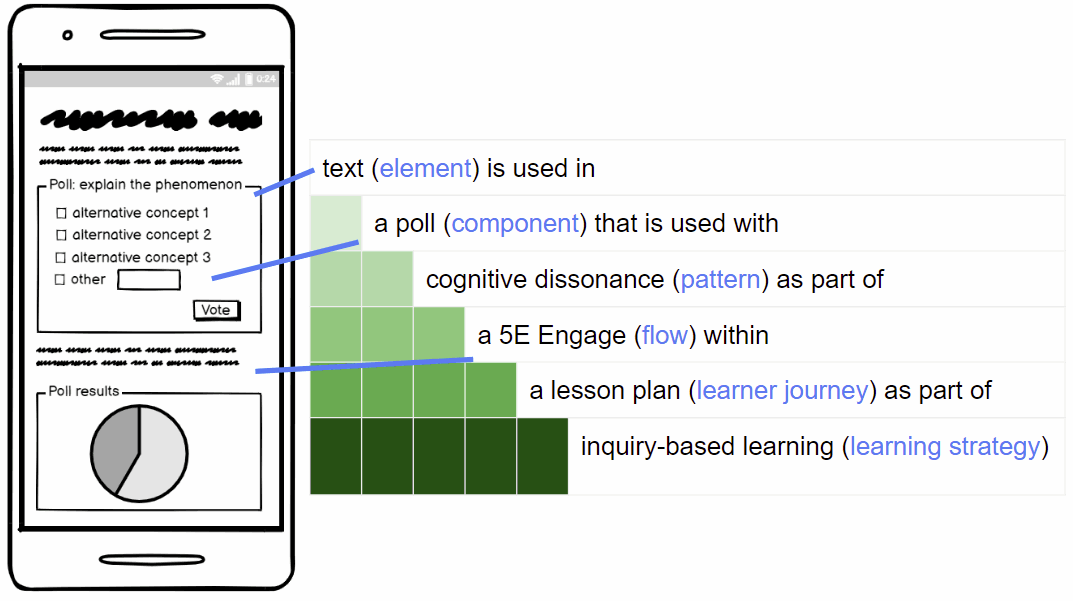 0:24
Poll: explain the phenomenon
alternative concept 1
alternative concept 2
alternative concept 3
other
Vote
Poll results
text (element) is used in
a poll (component) that is used with
cognitive dissonance (pattern) as part of
a 5E Engage (flow) within
a lesson plan (learner journey) as part of
inquiry-based learning (learning strategy)